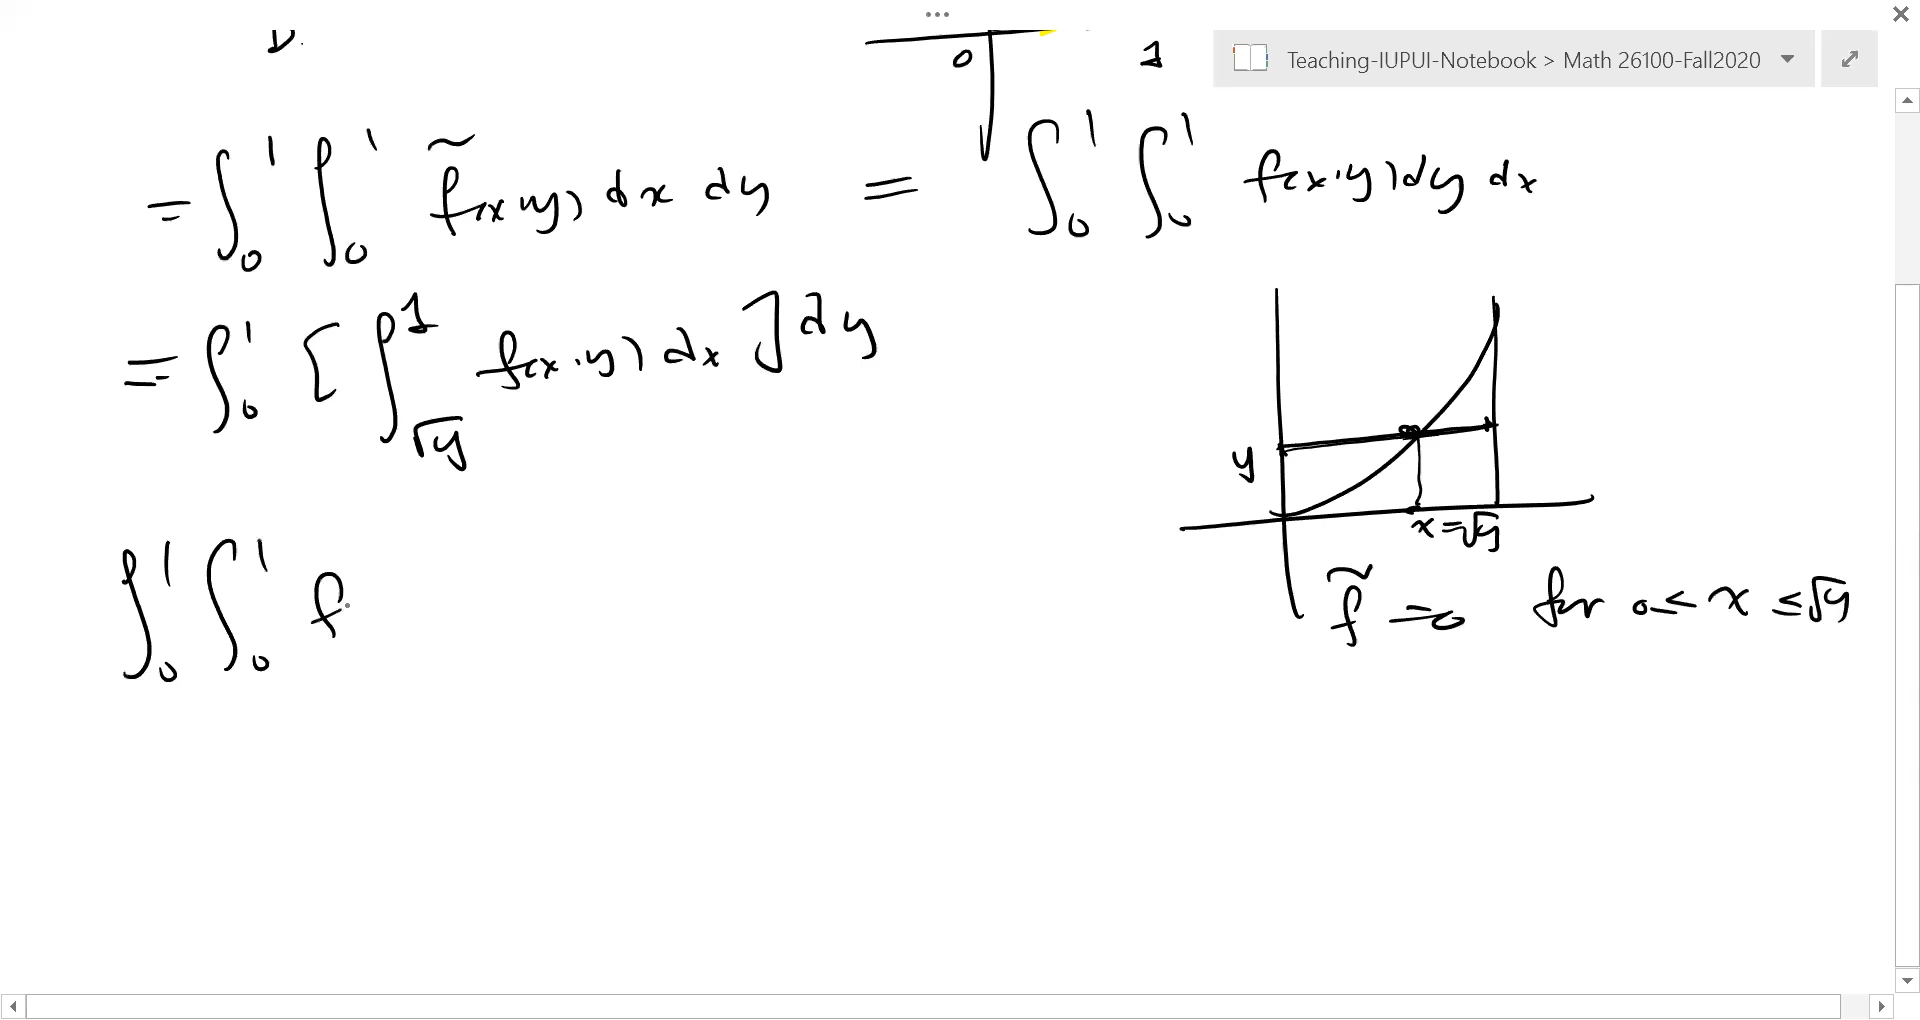 D.
0 1
Teaching-IUPUI-Notebook > Math 26100-Fall2020
= ∫₀¹ ∫₀¹ f̃(x,y) dx dy = ∫₀¹ ∫₀¹ f(x,y) dy dx
= ∫₀¹ [ ∫_√y^1 f(x,y) dx ] dy
y
x=√y
∫₀¹ ∫₀¹ f
f̃ = 0 for 0 ≤ x ≤ √y